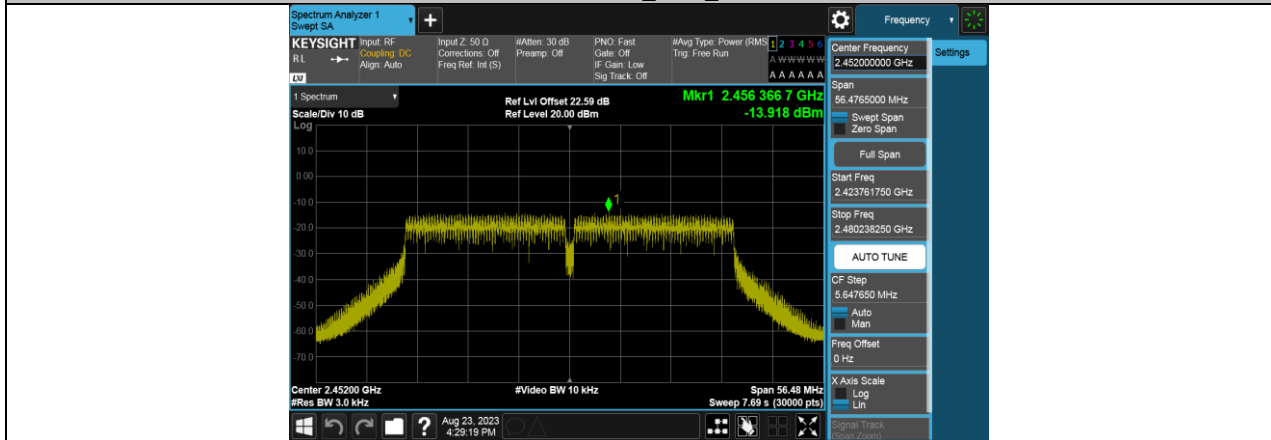 Spectrum Analyzer 1
Swept SA
Frequency
KEYSIGHT
RL
LXI
Input: RF
Coupling: DC
Align: Auto
Input Z: 50 Ω
Corrections: Off
Freq Ref: Int (S)
#Atten: 30 dB
Preamp: Off
PNO: Fast
Gate: Off
IF Gain: Low
Sig Track: Off
#Avg Type: Power (RMS
Trig: Free Run
1 2 3 4 5 6
A W W W W W
A A A A A A
1 Spectrum
Scale/Div 10 dB
Log
Ref Lvl Offset 22.59 dB
Ref Level 20.00 dBm
Mkr1 2.456 366 7 GHz
-13.918 dBm
10.0
0.00
-10.0
-20.0
-30.0
-40.0
-50.0
-60.0
-70.0
1
Center 2.45200 GHz
#Res BW 3.0 kHz
#Video BW 10 kHz
Span 56.48 MHz
Sweep 7.69 s (30000 pts)
Aug 23, 2023
4:29:19 PM
?
Center Frequency
2.452000000 GHz
Settings
Span
56.4765000 MHz
Swept Span
Zero Span
Full Span
Start Freq
2.423761750 GHz
Stop Freq
2.480238250 GHz
AUTO TUNE
CF Step
5.647650 MHz
Auto
Man
Freq Offset
0 Hz
X Axis Scale
Log
Lin
Signal Track
(Span Zoom)